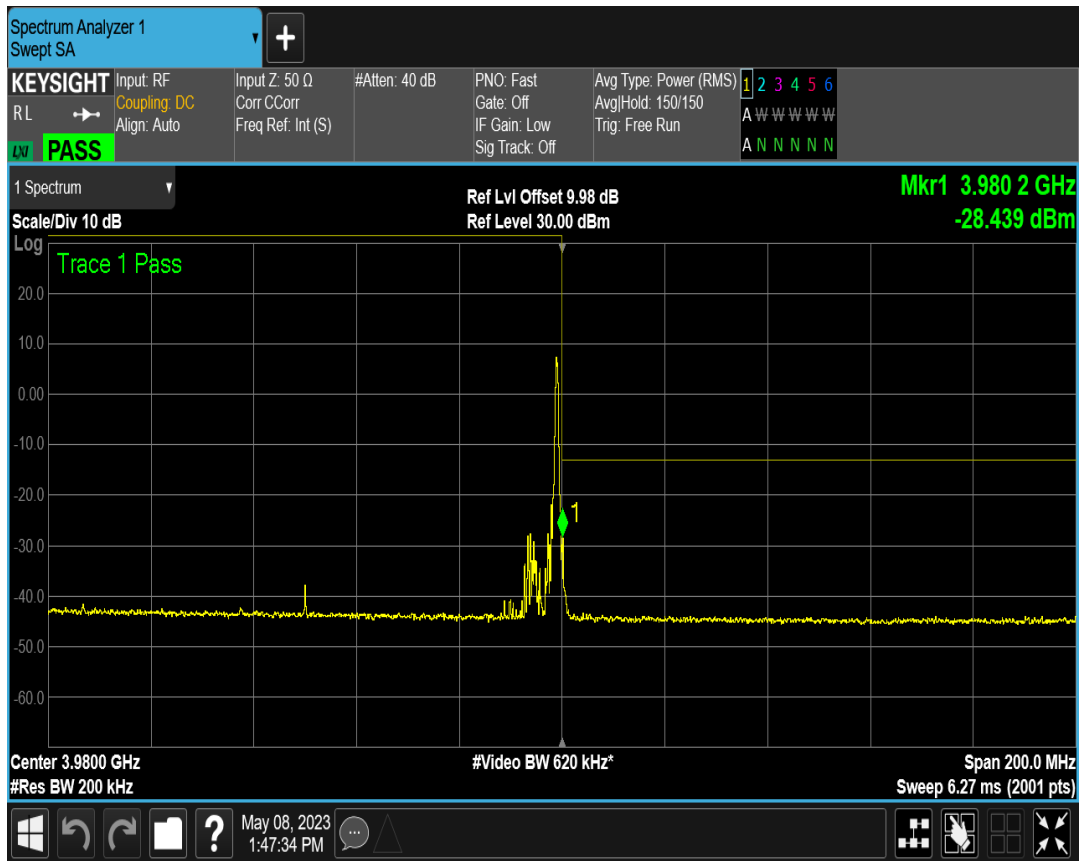 Spectrum Analyzer 1
Swept SA
+
KEYSIGHT
R L
LXI PASS
Input: RF
Coupling: DC
Align: Auto
Input Z: 50 Ω
Corr CCorr
Freq Ref: Int (S)
#Atten: 40 dB
PNO: Fast
Gate: Off
IF Gain: Low
Sig Track: Off
Avg Type: Power (RMS)
Avg|Hold: 150/150
Trig: Free Run
1 2 3 4 5 6
A W W W W W
A N N N N N
1 Spectrum
Scale/Div 10 dB
Ref Lvl Offset 9.98 dB
Ref Level 30.00 dBm
Mkr1 3.980 2 GHz
-28.439 dBm
Log
Trace 1 Pass
20.0
10.0
0.00
-10.0
-20.0
1
-30.0
-40.0
-50.0
-60.0
Center 3.9800 GHz
#Res BW 200 kHz
#Video BW 620 kHz*
Span 200.0 MHz
Sweep 6.27 ms (2001 pts)
?
May 08, 2023
1:47:34 PM